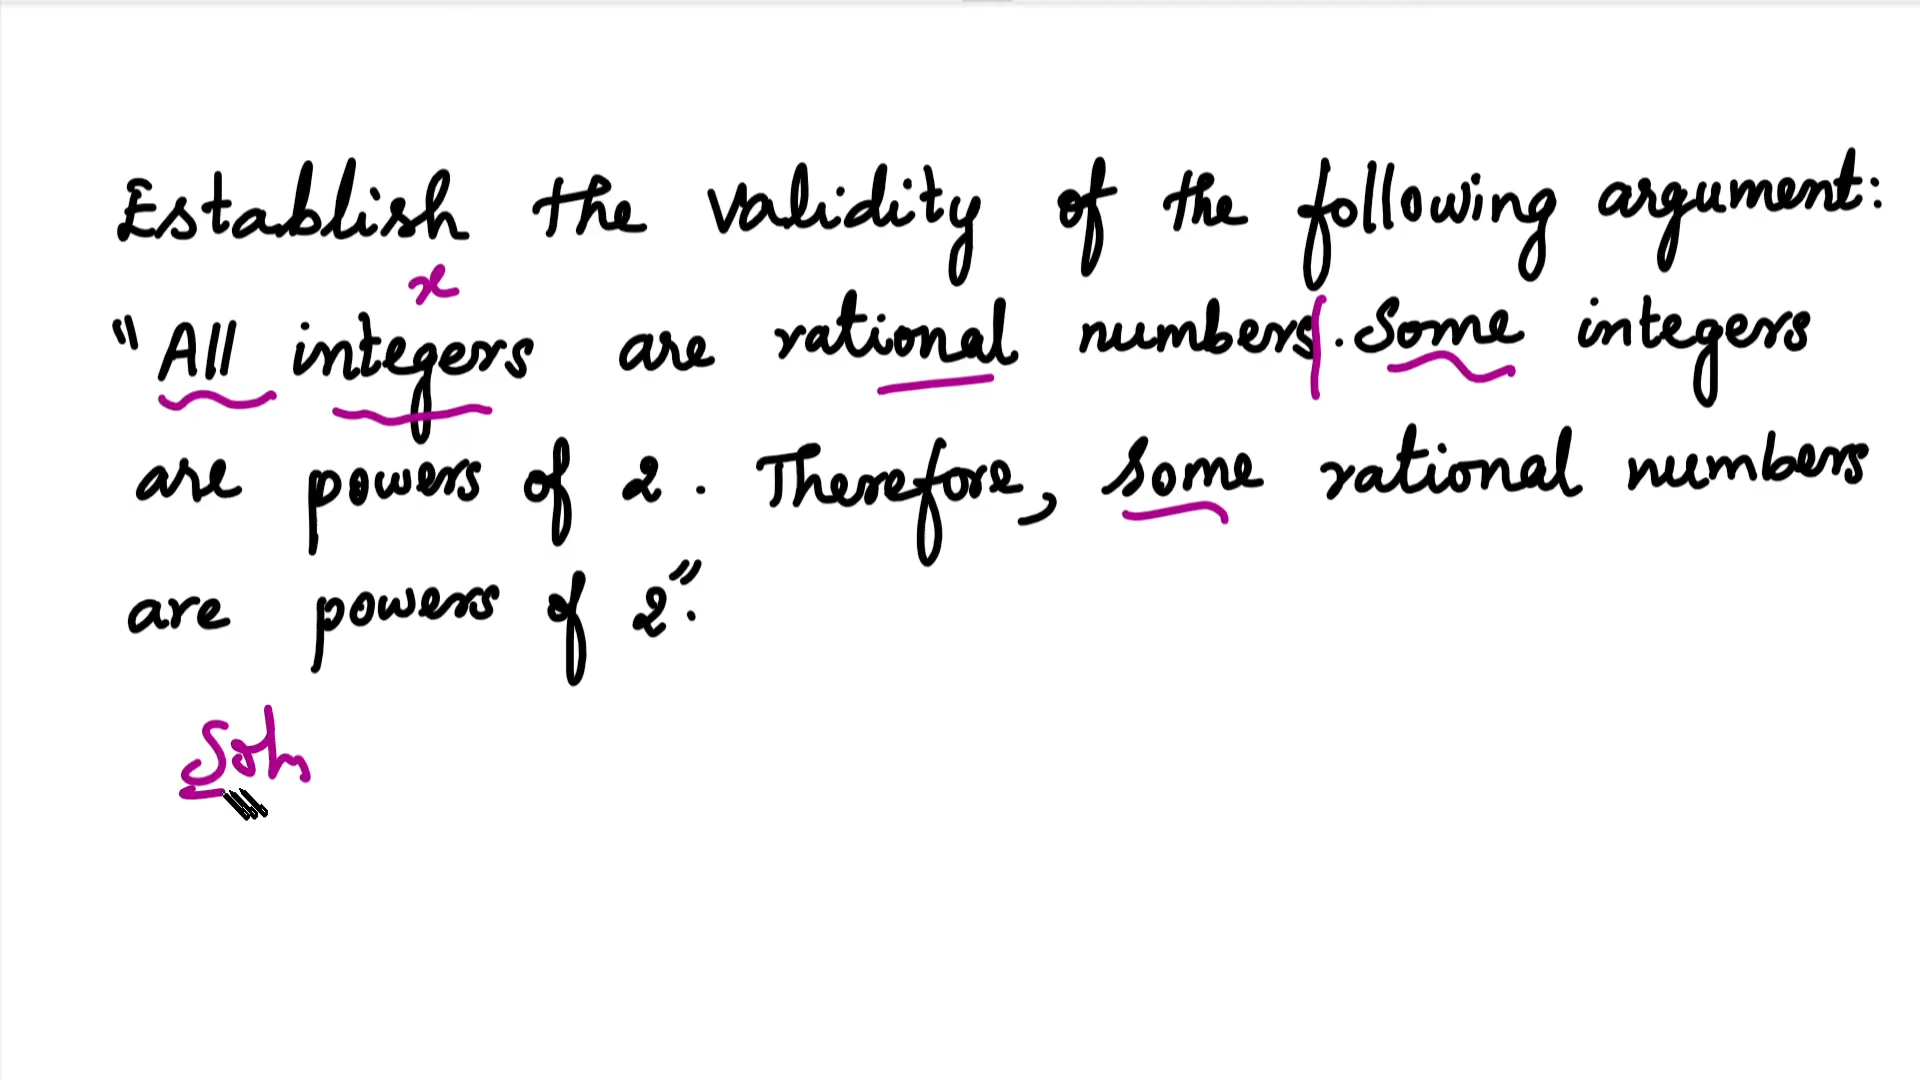 Establish the validity of the following argument:
x
"All integers are rational numbers|. Some integers
are powers of 2. Therefore, some rational numbers
are powers of 2".
Soln